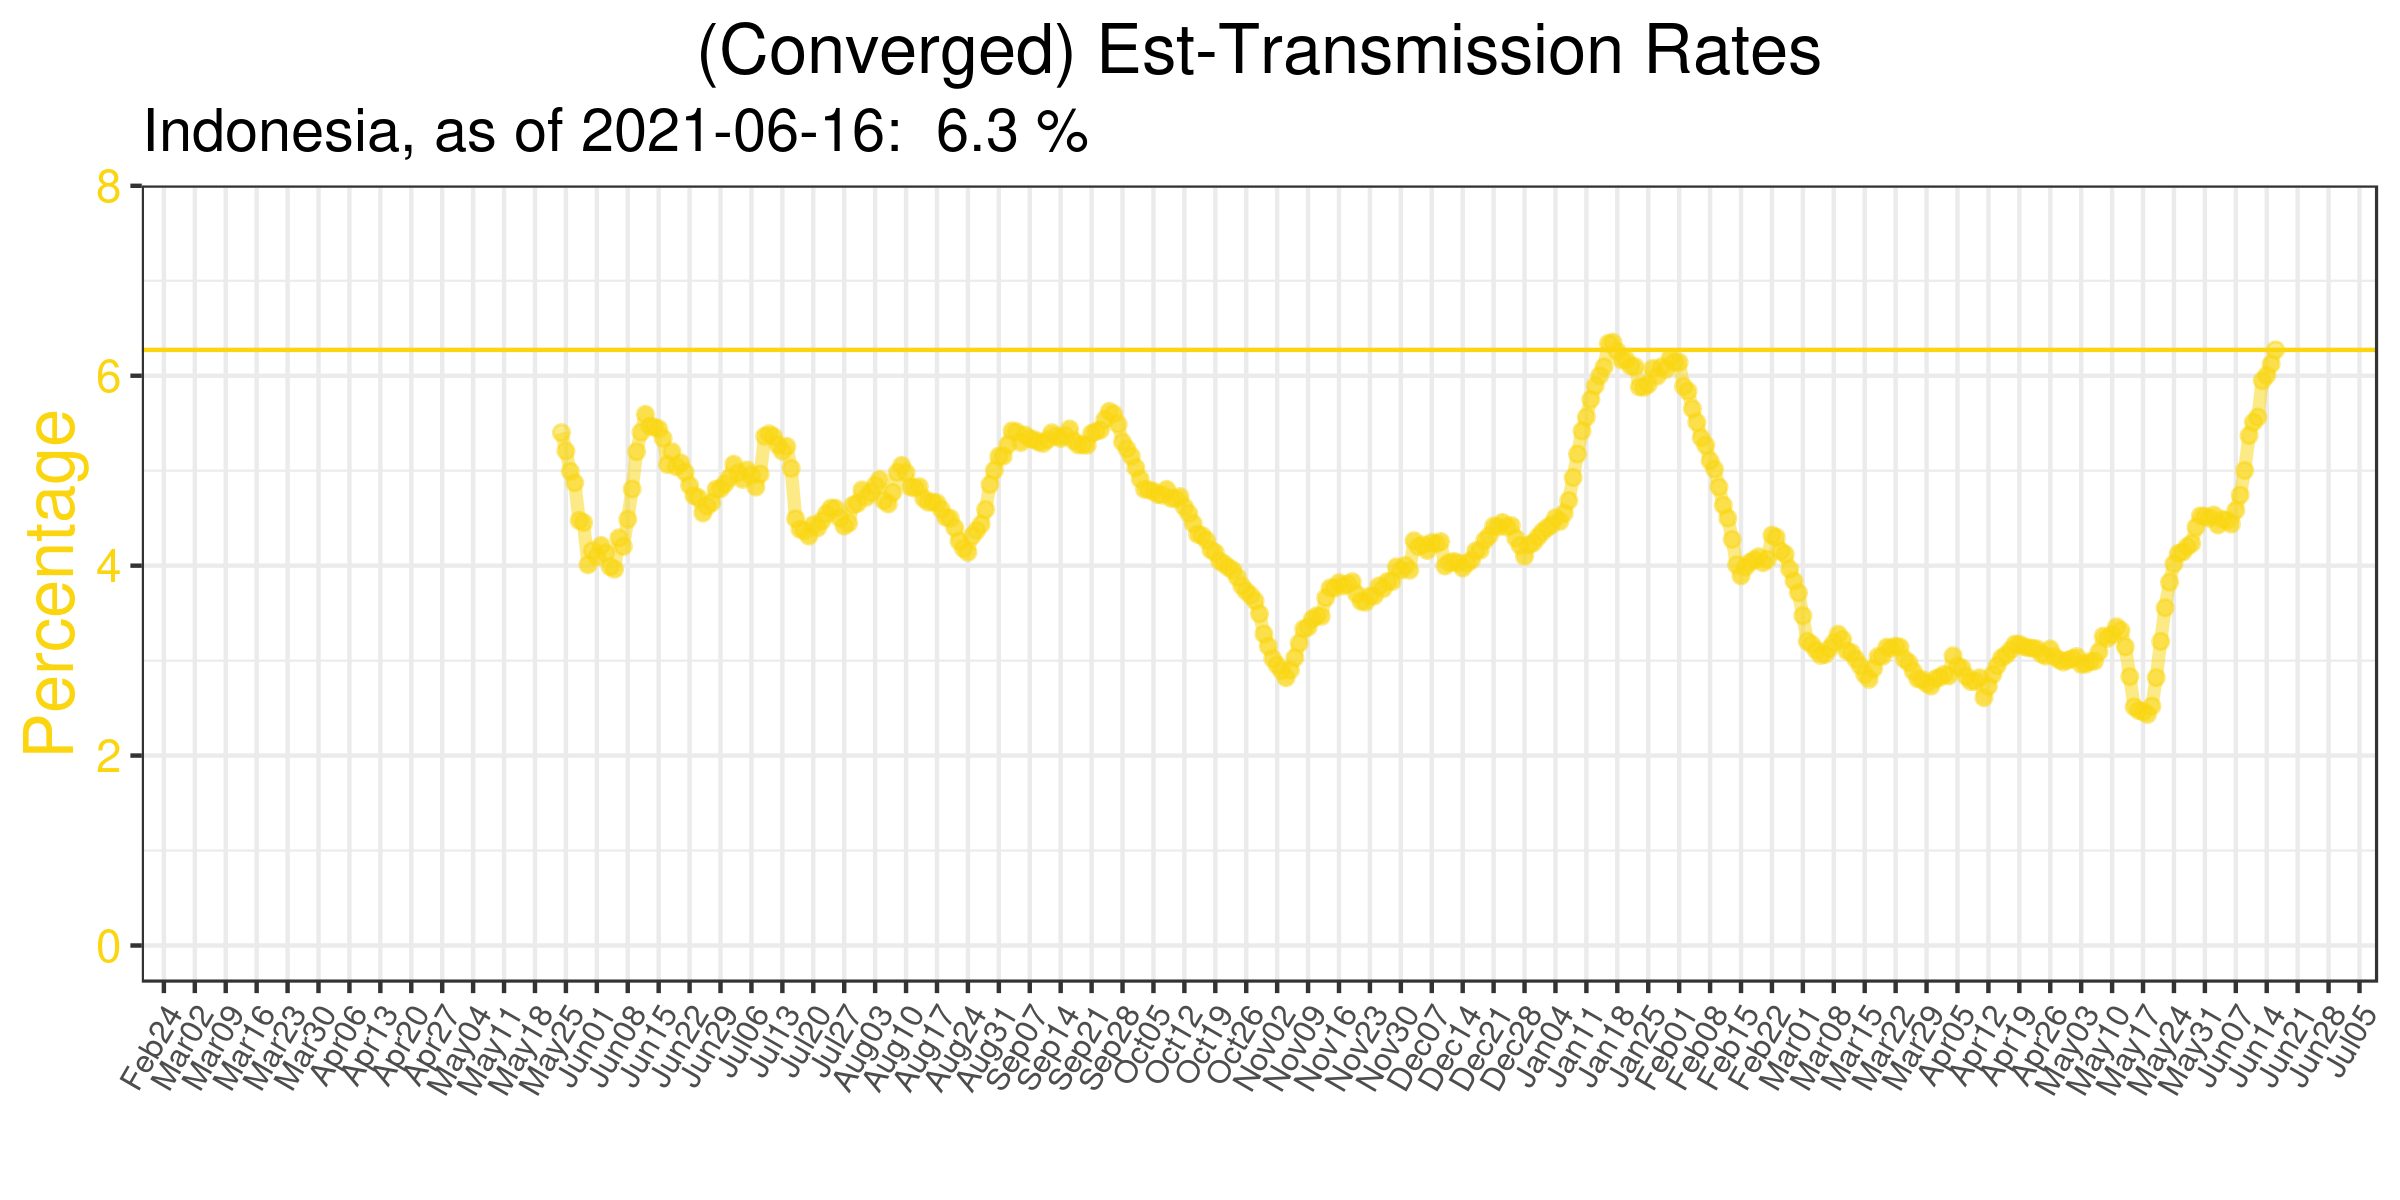 (Converged) Est-Transmission Rates
Indonesia, as of 2021-06-16:  6.3 %
Percentage
8
6
4
2
0
Feb24
Mar02
Mar09
Mar16
Mar23
Mar30
Apr06
Apr13
Apr20
Apr27
May04
May11
May18
May25
Jun01
Jun08
Jun15
Jun22
Jun29
Jul06
Jul13
Jul20
Jul27
Aug03
Aug10
Aug17
Aug24
Aug31
Sep07
Sep14
Sep21
Sep28
Oct05
Oct12
Oct19
Oct26
Nov02
Nov09
Nov16
Nov23
Nov30
Dec07
Dec14
Dec21
Dec28
Jan04
Jan11
Jan18
Jan25
Feb01
Feb08
Feb15
Feb22
Mar01
Mar08
Mar15
Mar22
Mar29
Apr05
Apr12
Apr19
Apr26
May03
May10
May17
May24
May31
Jun07
Jun14
Jun21
Jun28
Jul05